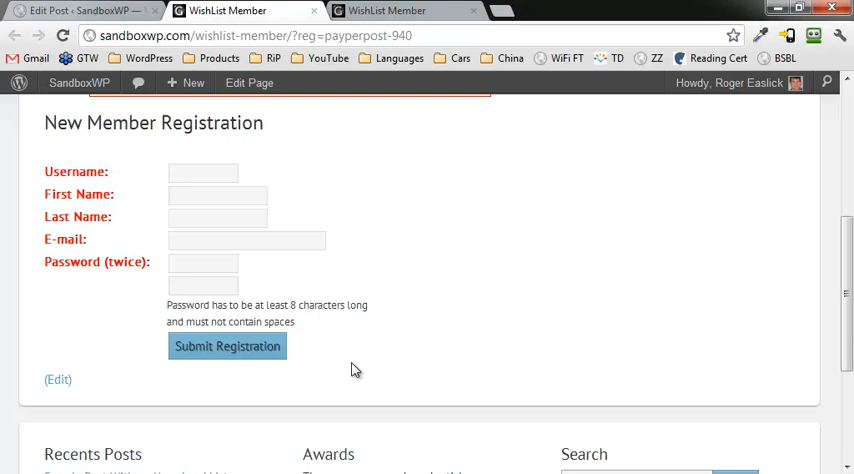 Edit Post ‹ SandboxWP — \
WishList Member
WishList Member
sandboxwp.com/wishlist-member/?reg=payperpost-940
Gmail GTW WordPress Products RiP YouTube Languages Cars China WiFi FT TD ZZ Reading Cert BSBL
SandboxWP + New Edit Page Howdy, Roger Easlick
New Member Registration
Username:
First Name:
Last Name:
E-mail:
Password (twice):
Password has to be at least 8 characters long
and must not contain spaces
Submit Registration
(Edit)
Recents Posts Awards Search